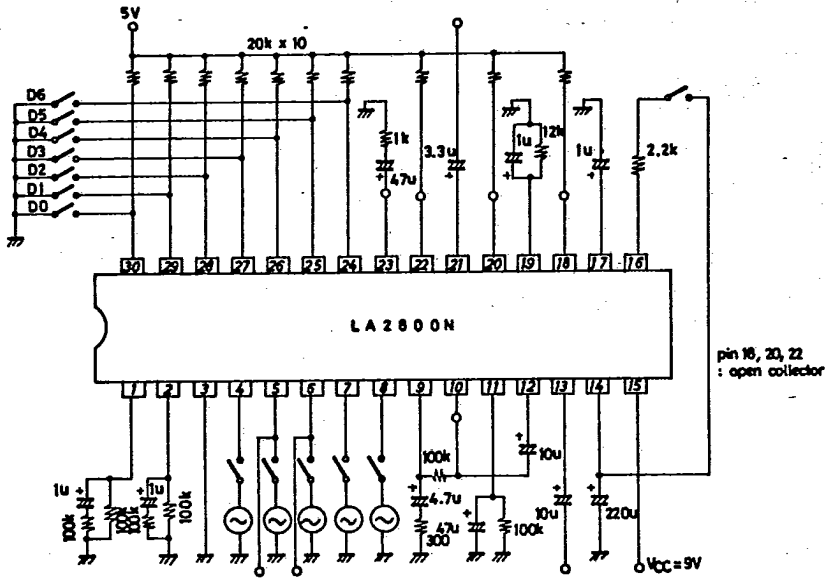 5V
20k x 10
D6
D5
D4
D3
D2
D1
D0
1k
47u
+
3.3u
+
1u
12k
+
1u
+
2.2k
30 29 28 27 26 25 24 23 22 21 20 19 18 17 16
LA2800N
pin 18, 20, 22
: open collector
1 2 3 4 5 6 7 8 9 10 11 12 13 14 15
1u
+
100k
100k
1u
+
100k
100k
100k
+
4.7u
300
+
47u
100k
+
10u
+
10u
+
220u
VCC=9V